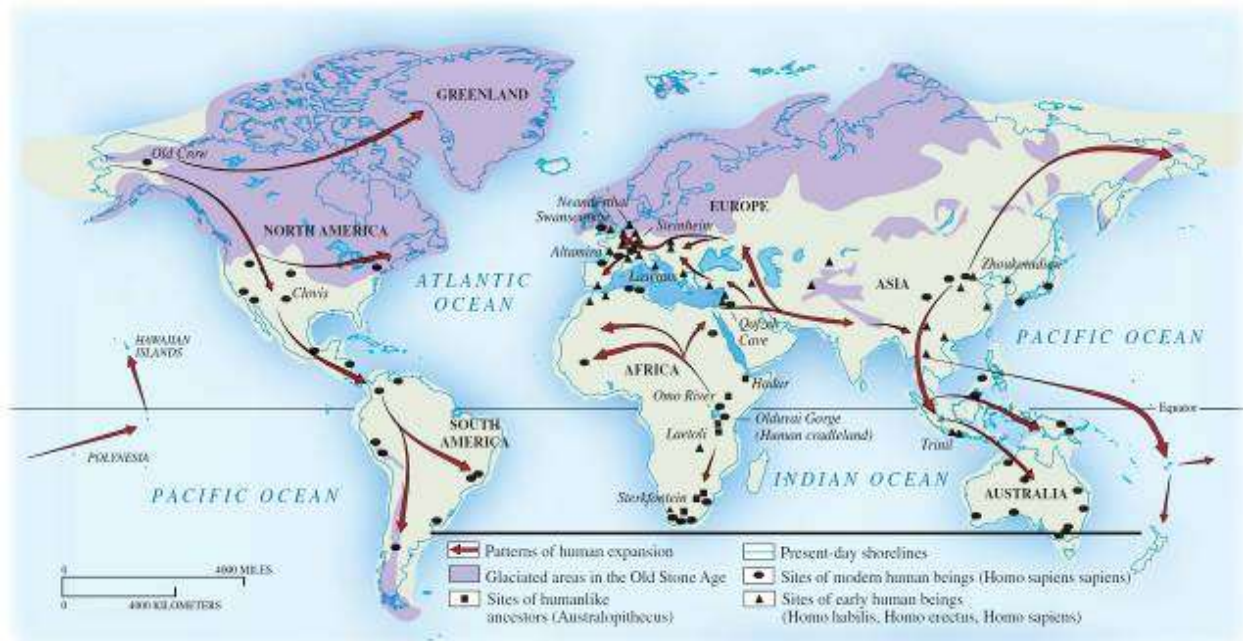 GREENLAND
Old Crow
NORTH AMERICA
Clovis
ATLANTIC
OCEAN
Neanderthal
Swanscombe
Steinheim
EUROPE
Altamira
Lascaux
ASIA
Zhoukoudian
Qafzeh
Cave
PACIFIC OCEAN
HAWAIIAN
ISLANDS
AFRICA
Hadar
Omo River
Olduvai Gorge
(Human cradleland)
Laetoli
Equator
SOUTH
AMERICA
POLYNESIA
PACIFIC OCEAN
Trinil
INDIAN OCEAN
AUSTRALIA
Sterkfontein
0
4000 MILES
0
4000 KILOMETERS
Patterns of human expansion
Glaciated areas in the Old Stone Age
Sites of humanlike
ancestors (Australopithecus)
Present-day shorelines
Sites of modern human beings (Homo sapiens sapiens)
Sites of early human beings
(Homo habilis, Homo erectus, Homo sapiens)